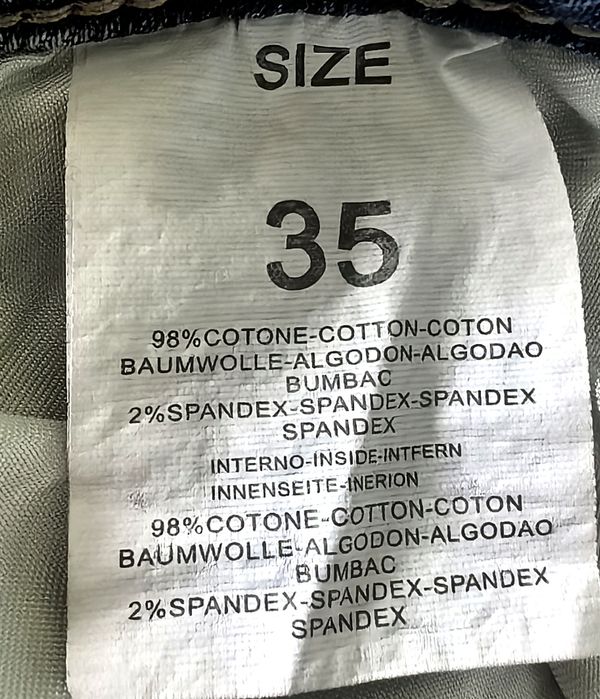 SIZE
35
98%COTONE-COTTON-COTON
BAUMWOLLE-ALGODON-ALGODAO
BUMBAC
2%SPANDEX-SPANDEX-SPANDEX
SPANDEX
INTERNO-INSIDE-INTFERN
INNENSEITE-INERION
98%COTONE-COTTON-COTON
BAUMWOLLE-ALGODON-ALGODAO
BUMBAC
2%SPANDEX-SPANDEX-SPANDEX
SPANDEX